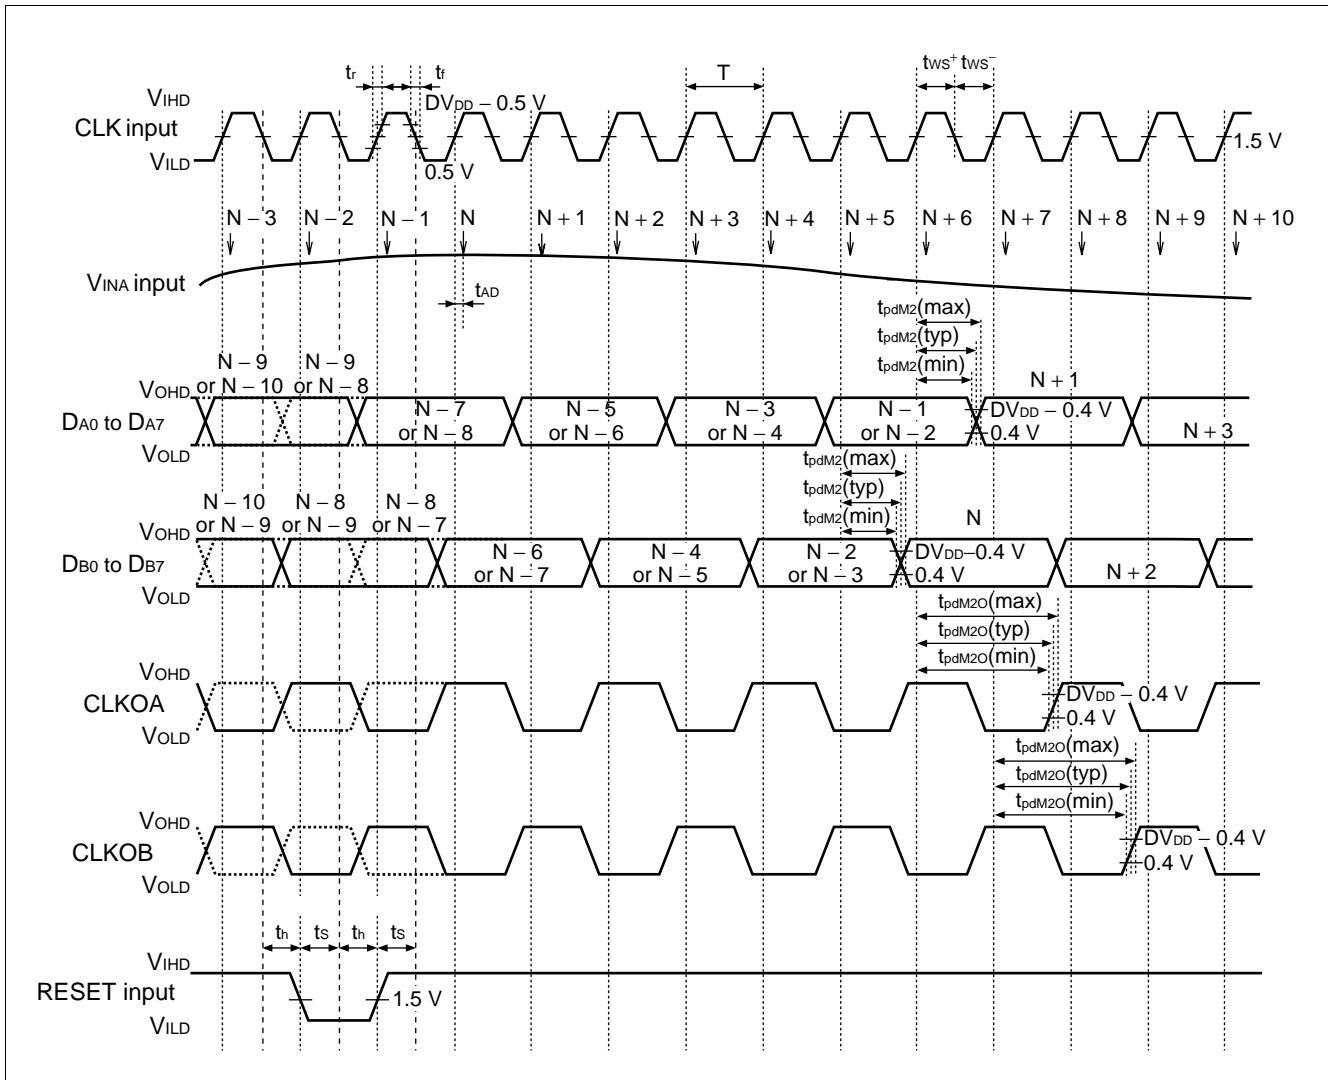 tr
tf
T
tWS+ tWS−
VIHD
DVDD − 0.5 V
CLK input
1.5 V
VILD
0.5 V
N − 3 N − 2 N − 1 N N + 1 N + 2 N + 3 N + 4 N + 5 N + 6 N + 7 N + 8 N + 9 N + 10
VINA input
tAD
tpdM2(max)
tpdM2(typ)
tpdM2(min)
N − 9 N − 9 N + 1
VOHD or N − 10 or N − 8
DA0 to DA7
N − 7 N − 5 N − 3 N − 1 DVDD − 0.4 V
or N − 8 or N − 6 or N − 4 or N − 2 0.4 V N + 3
VOLD
tpdM2(max)
tpdM2(typ)
tpdM2(min)
N − 10 N − 8 N − 8 N
VOHD or N − 9 or N − 9 or N − 7
DB0 to DB7
N − 6 N − 4 N − 2 DVDD−0.4 V
or N − 7 or N − 5 or N − 3 0.4 V N + 2
VOLD
tpdM2O(max)
tpdM2O(typ)
tpdM2O(min)
VOHD
CLKOA
DVDD − 0.4 V
0.4 V
VOLD
tpdM2O(max)
tpdM2O(typ)
tpdM2O(min)
VOHD
CLKOB
DVDD − 0.4 V
0.4 V
VOLD
th tS th tS
VIHD
RESET input
1.5 V
VILD